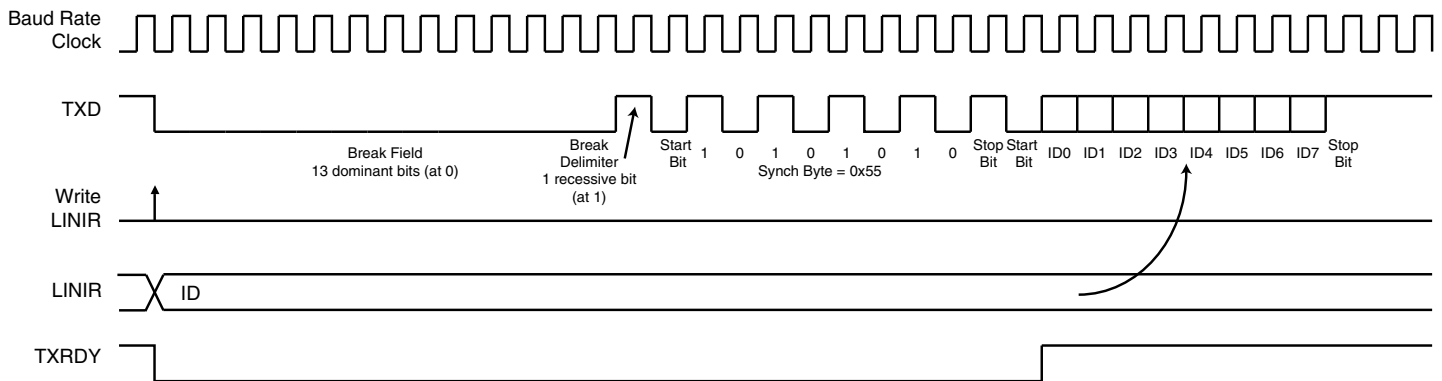 Baud Rate
Clock
TXD
Break Field
13 dominant bits (at 0)
Break
Delimiter
1 recessive bit
(at 1)
Start
Bit
1 0 1 0 1 0 1 0
Synch Byte = 0x55
Stop
Bit
Start
Bit
ID0 ID1 ID2 ID3 ID4 ID5 ID6 ID7
Stop
Bit
Write
LINIR
LINIR
ID
TXRDY